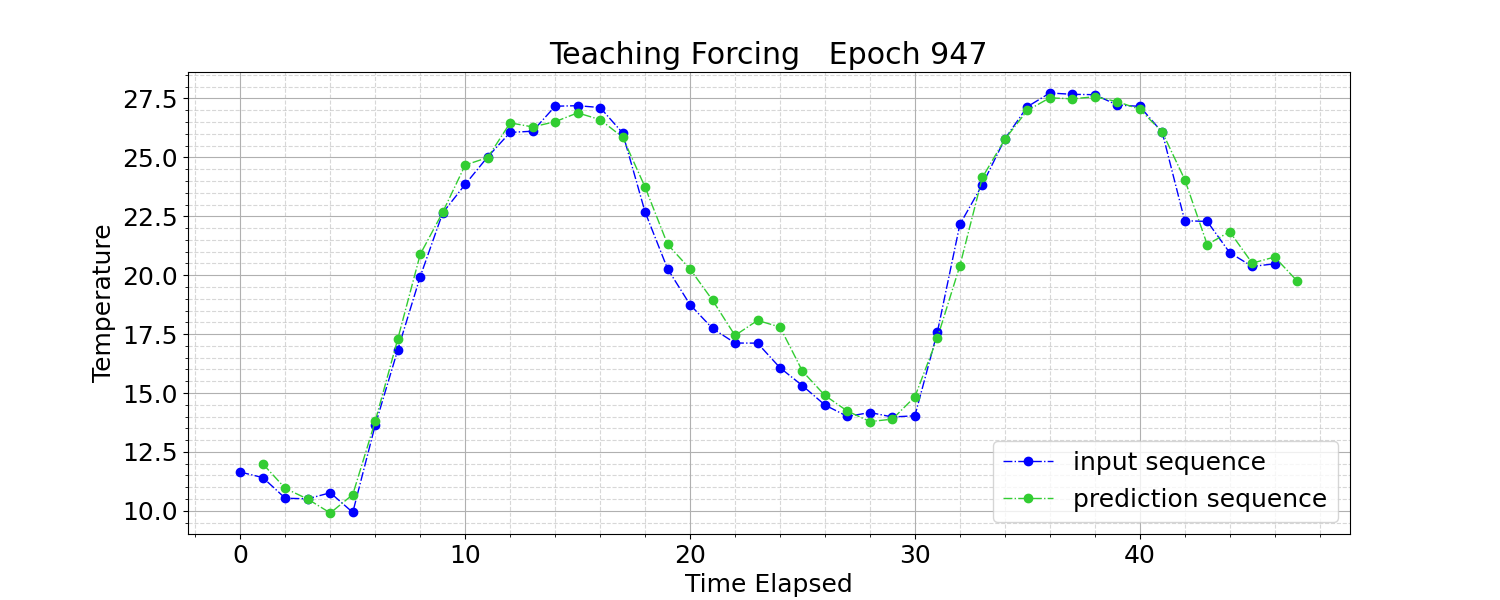 Teaching Forcing   Epoch 947
27.5
25.0
22.5
20.0
17.5
15.0
12.5
10.0
Temperature
input sequence
prediction sequence
0 10 20 30 40
Time Elapsed